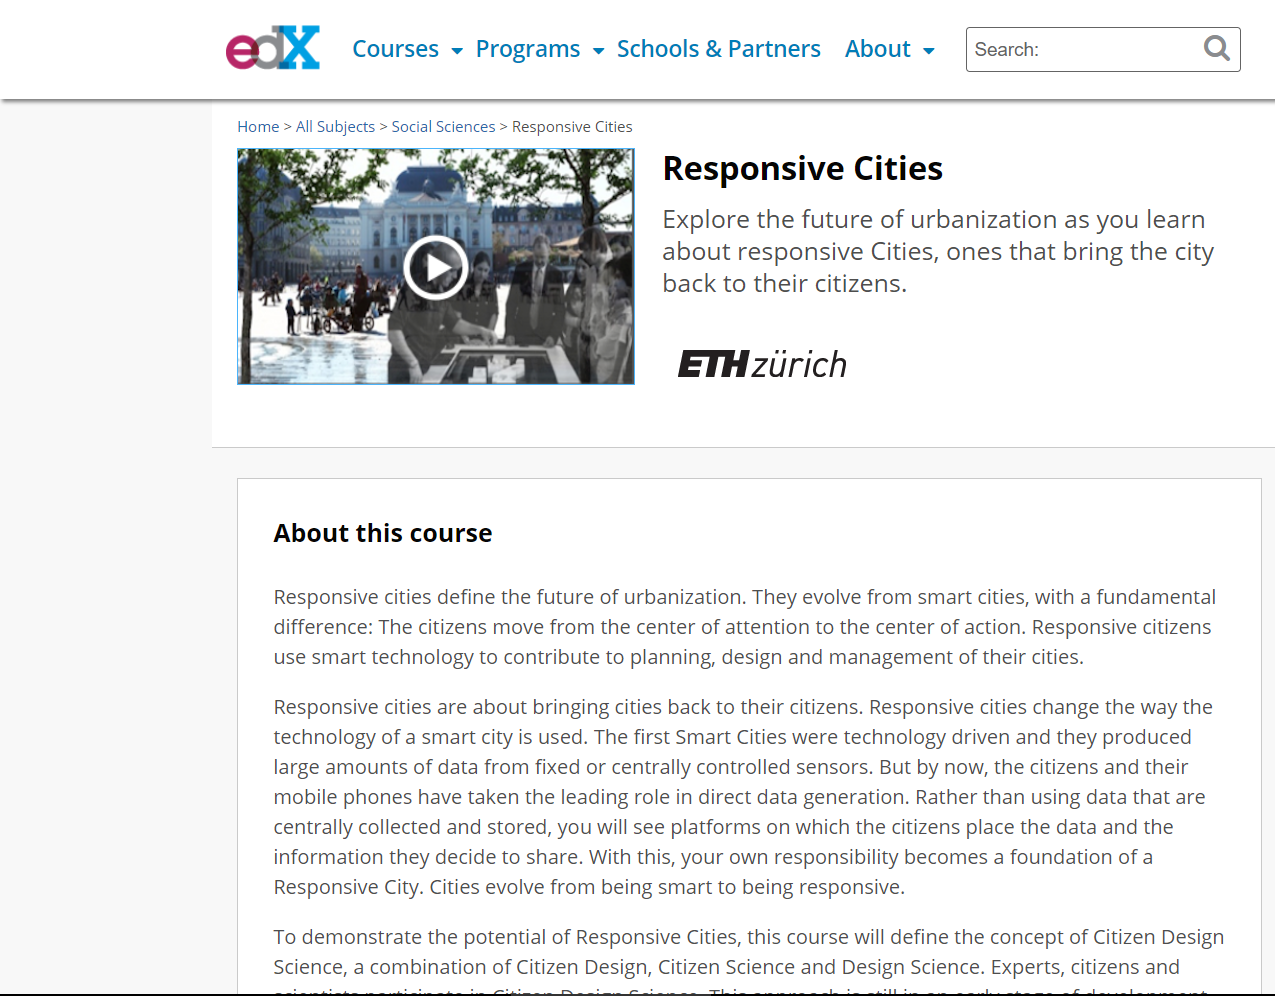 edX Courses Programs Schools & Partners About Search:
Home > All Subjects > Social Sciences > Responsive Cities
Responsive Cities
Explore the future of urbanization as you learn
about responsive Cities, ones that bring the city
back to their citizens.
ETH zürich
About this course
Responsive cities define the future of urbanization. They evolve from smart cities, with a fundamental
difference: The citizens move from the center of attention to the center of action. Responsive citizens
use smart technology to contribute to planning, design and management of their cities.
Responsive cities are about bringing cities back to their citizens. Responsive cities change the way the
technology of a smart city is used. The first Smart Cities were technology driven and they produced
large amounts of data from fixed or centrally controlled sensors. But by now, the citizens and their
mobile phones have taken the leading role in direct data generation. Rather than using data that are
centrally collected and stored, you will see platforms on which the citizens place the data and the
information they decide to share. With this, your own responsibility becomes a foundation of a
Responsive City. Cities evolve from being smart to being responsive.
To demonstrate the potential of Responsive Cities, this course will define the concept of Citizen Design
Science, a combination of Citizen Design, Citizen Science and Design Science. Experts, citizens and